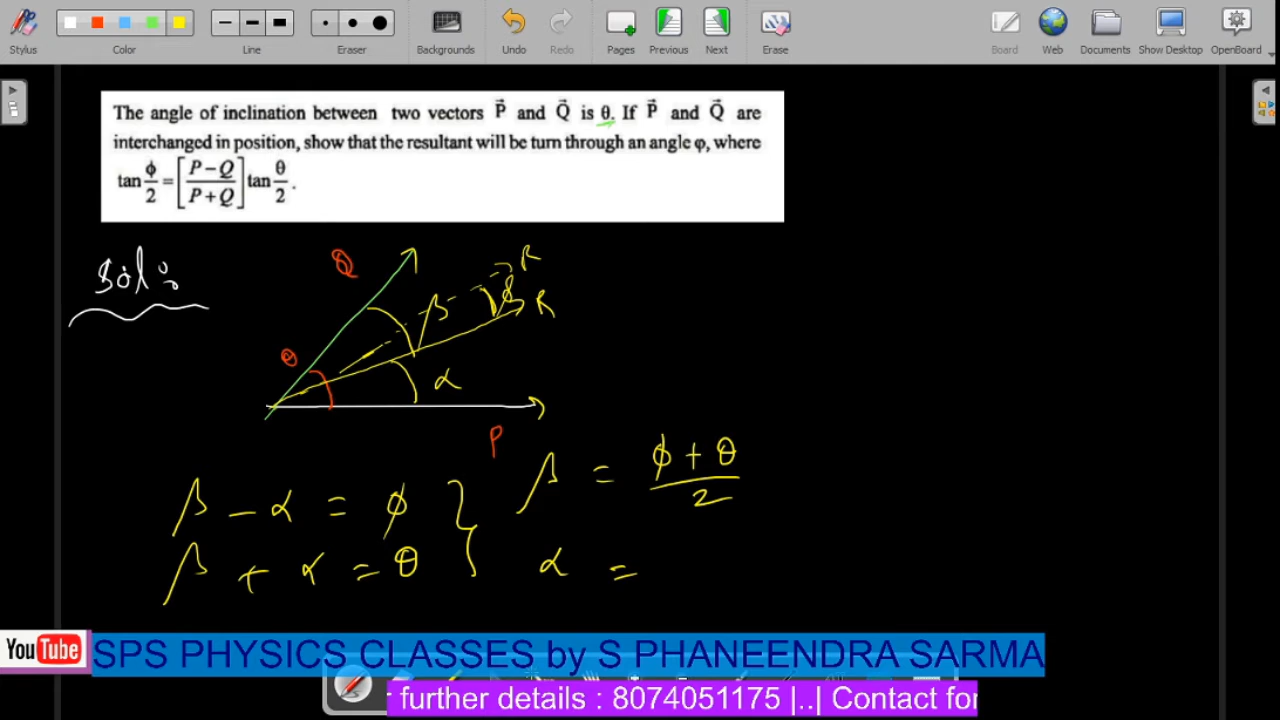 Stylus Color Line Eraser Backgrounds Undo Redo Pages Previous Next Erase Board Web Documents Show Desktop OpenBoard
The angle of inclination between two vectors P⃗ and Q⃗ is θ. If P⃗ and Q⃗ are
interchanged in position, show that the resultant will be turn through an angle φ, where
tan ϕ/2 = [P − Q / P + Q] tan θ/2 .
Sol:
Q
R
ϕ
β
R
θ
α
P
β = ϕ + θ / 2
β − α = ϕ }
β + α = θ
α =
YouTube SPS PHYSICS CLASSES by S PHANEENDRA SARMA
further details : 8074051175 |..| Contact for